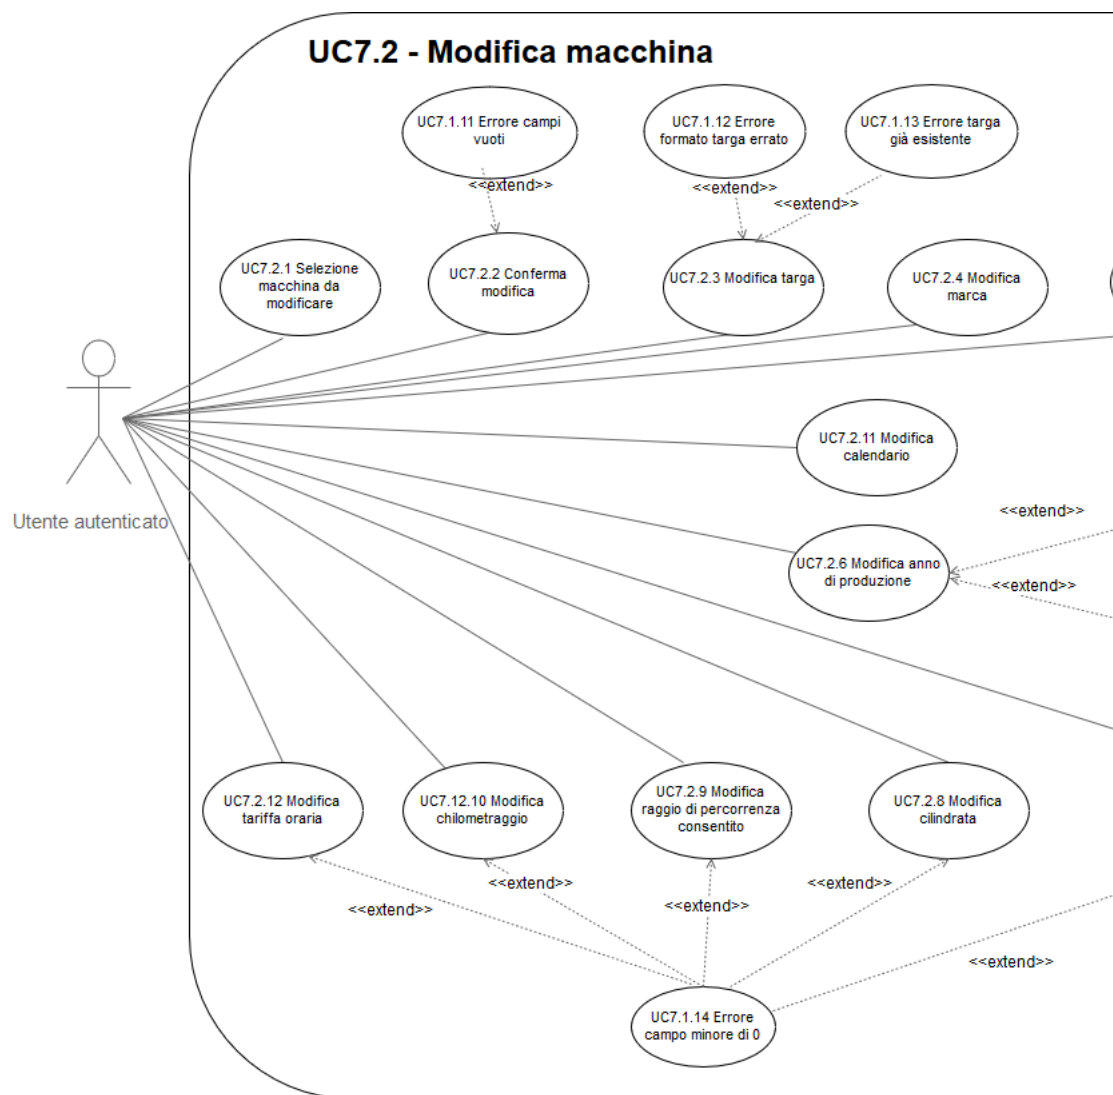 UC7.2 - Modifica macchina
UC7.1.11 Errore campi
vuoti
UC7.1.12 Errore
formato targa errato
UC7.1.13 Errore targa
già esistente
<<extend>>
<<extend>>
<<extend>>
UC7.2.1 Selezione
macchina da
modificare
UC7.2.2 Conferma
modifica
UC7.2.3 Modifica targa
UC7.2.4 Modifica
marca
UC7.2.11 Modifica
calendario
Utente autenticato
<<extend>>
UC7.2.6 Modifica anno
di produzione
<<extend>>
UC7.2.12 Modifica
tariffa oraria
UC7.12.10 Modifica
chilometraggio
UC7.2.9 Modifica
raggio di percorrenza
consentito
UC7.2.8 Modifica
cilindrata
<<extend>>
<<extend>>
<<extend>>
<<extend>>
<<extend>>
UC7.1.14 Errore
campo minore di 0